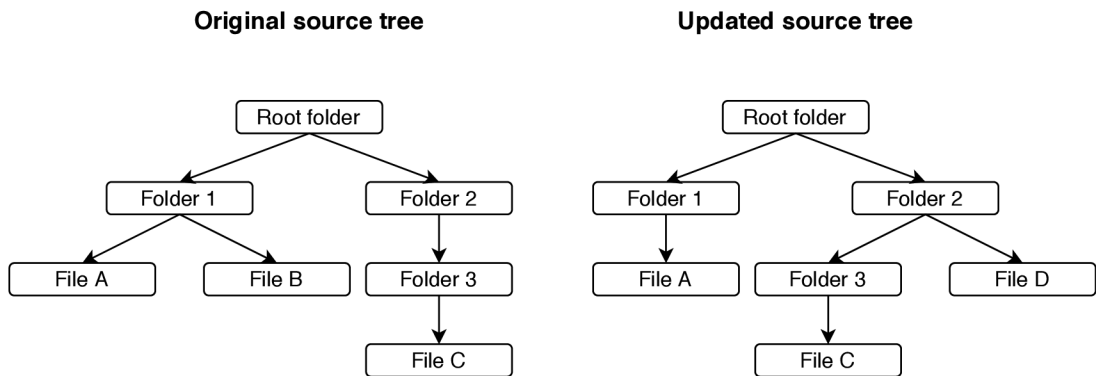 Original source tree
Updated source tree
Root folder
Root folder
Folder 1
Folder 2
Folder 1
Folder 2
File A
File B
Folder 3
File A
Folder 3
File D
File C
File C